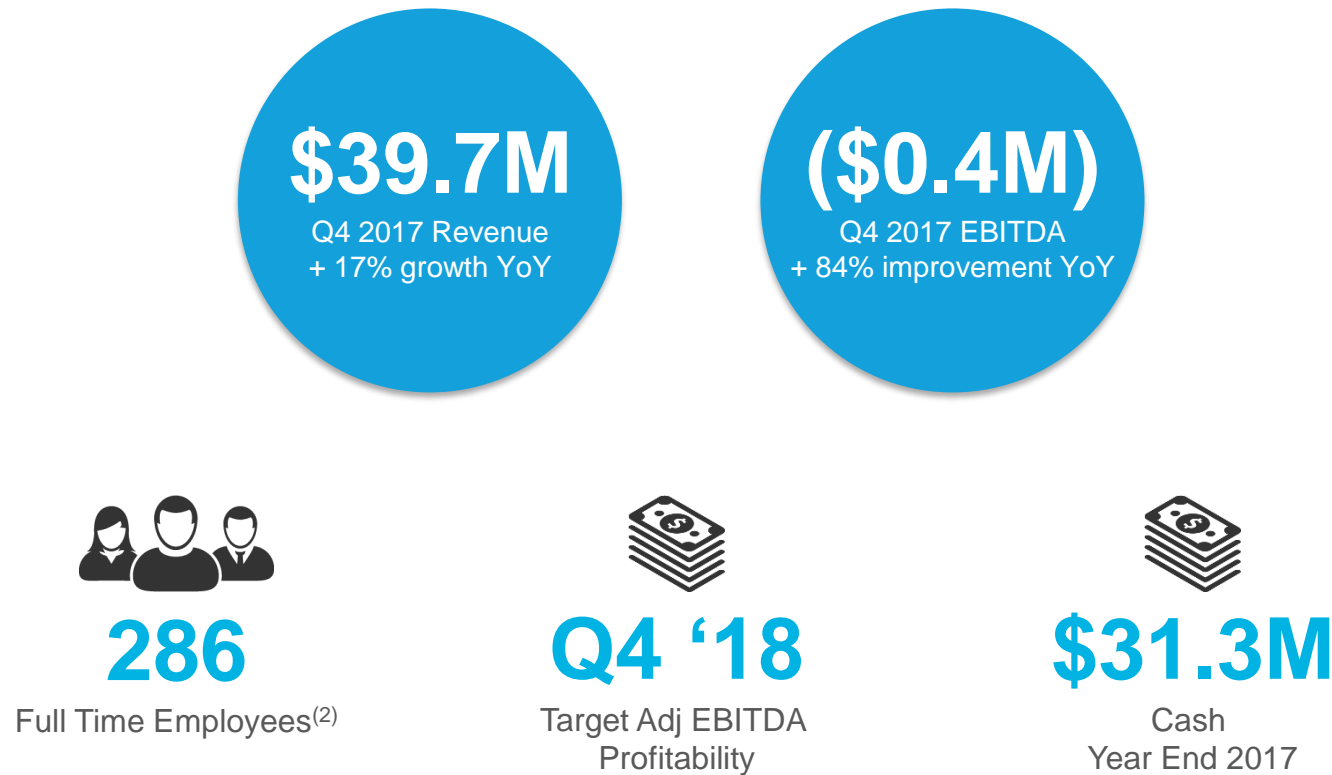 $39.7M
Q4 2017 Revenue
+ 17% growth YoY
($0.4M)
Q4 2017 EBITDA
+ 84% improvement YoY
286
Full Time Employees(2)
Q4 ‘18
Target Adj EBITDA
Profitability
$31.3M
Cash
Year End 2017